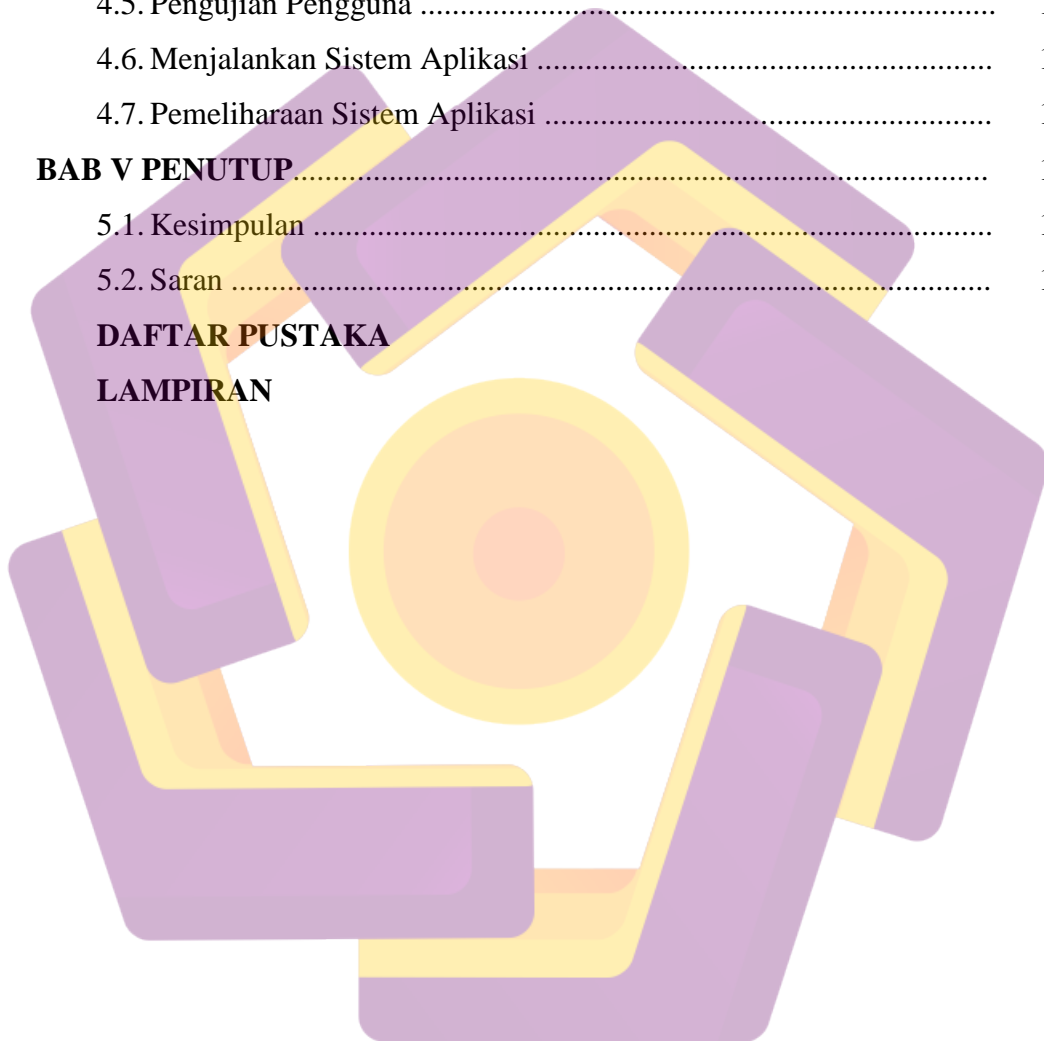 4.5. Pengujian Pengguna ........................................................................
4.6. Menjalankan Sistem Aplikasi .........................................................
4.7. Pemeliharaan Sistem Aplikasi ........................................................
BAB V PENUTUP.......................................................................................
5.1. Kesimpulan .....................................................................................
5.2. Saran ...............................................................................................
DAFTAR PUSTAKA
LAMPIRAN